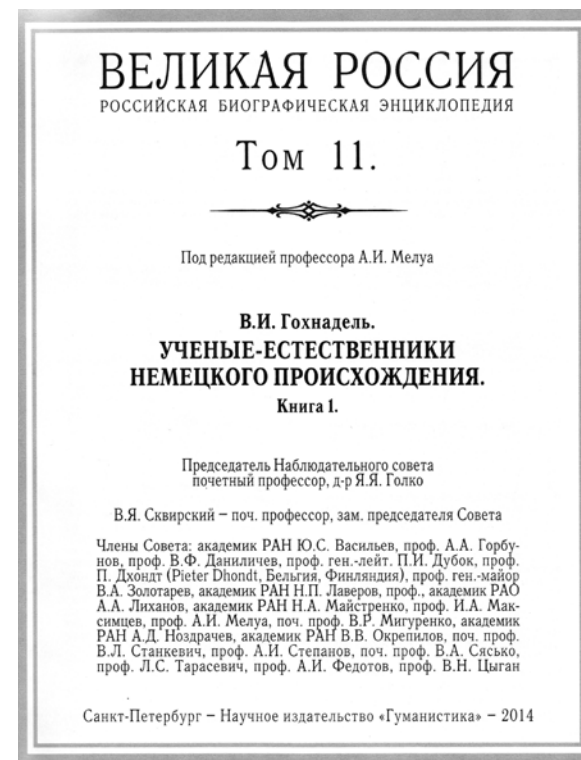 ВЕЛИКАЯ РОССИЯ
РОССИЙСКАЯ БИОГРАФИЧЕСКАЯ ЭНЦИКЛОПЕДИЯ
Том 11.
Под редакцией профессора А.И. Мелуа
В.И. Гохнадель.
УЧЕНЫЕ-ЕСТЕСТВЕННИКИ
НЕМЕЦКОГО ПРОИСХОЖДЕНИЯ.
Книга 1.
Председатель Наблюдательного совета
почетный профессор, д-р Я.Я. Голко
В.Я. Сквирский – поч. профессор, зам. председателя Совета
Члены Совета: академик РАН Ю.С. Васильев, проф. А.А. Горбу-
нов, проф. В.Ф. Даниличев, проф. ген.-лейт. П.И. Дубок, проф.
П. Дхондт (Pieter Dhondt, Бельгия, Финляндия), проф. ген.-майор
В.А. Золотарев, академик РАН Н.П. Лаверов, проф., академик РАО
А.А. Лиханов, академик РАН Н.А. Майстренко, проф. И.А. Мак-
симцев, проф. А.И. Мелуа, поч. проф. В.Р. Мигуренко, академик
РАН А.Д. Ноздрачев, академик РАН В.В. Окрепилов, поч. проф.
В.Л. Станкевич, проф. А.И. Степанов, поч. проф. В.А. Сясько,
проф. Л.С. Тарасевич, проф. А.И. Федотов, проф. В.Н. Цыган
Санкт-Петербург – Научное издательство «Гуманистика» – 2014